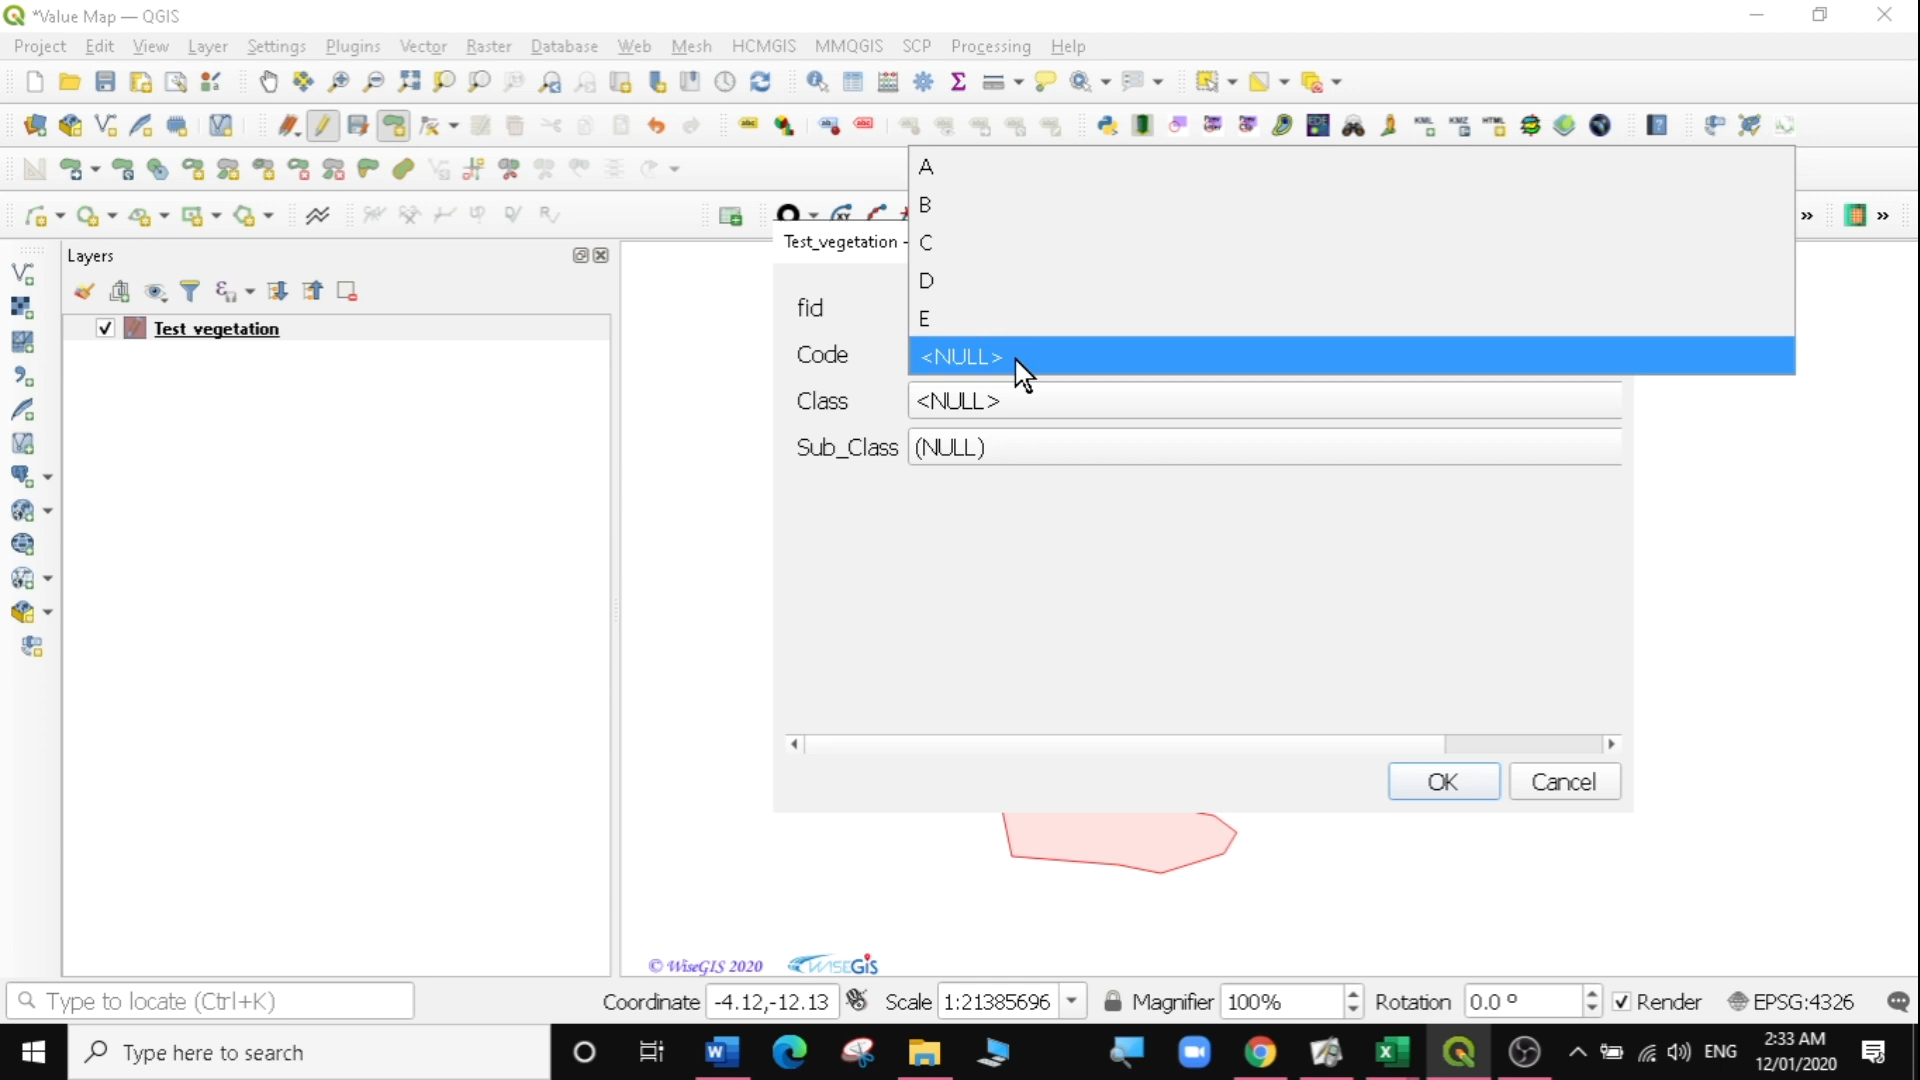 *Value Map — QGIS
Project Edit View Layer Settings Plugins Vector Raster Database Web Mesh HCMGIS MMQGIS SCP Processing Help
Layers
Test_vegetation
Test_vegetation -
A
B
C
D
E
<NULL>
fid
Code
Class <NULL>
Sub_Class (NULL)
OK Cancel
© WiseGIS 2020 WISEGIS
Type to locate (Ctrl+K) Coordinate -4.12,-12.13 Scale 1:21385696 Magnifier 100% Rotation 0.0 ° Render EPSG:4326
Type here to search ENG 2:33 AM
12/01/2020